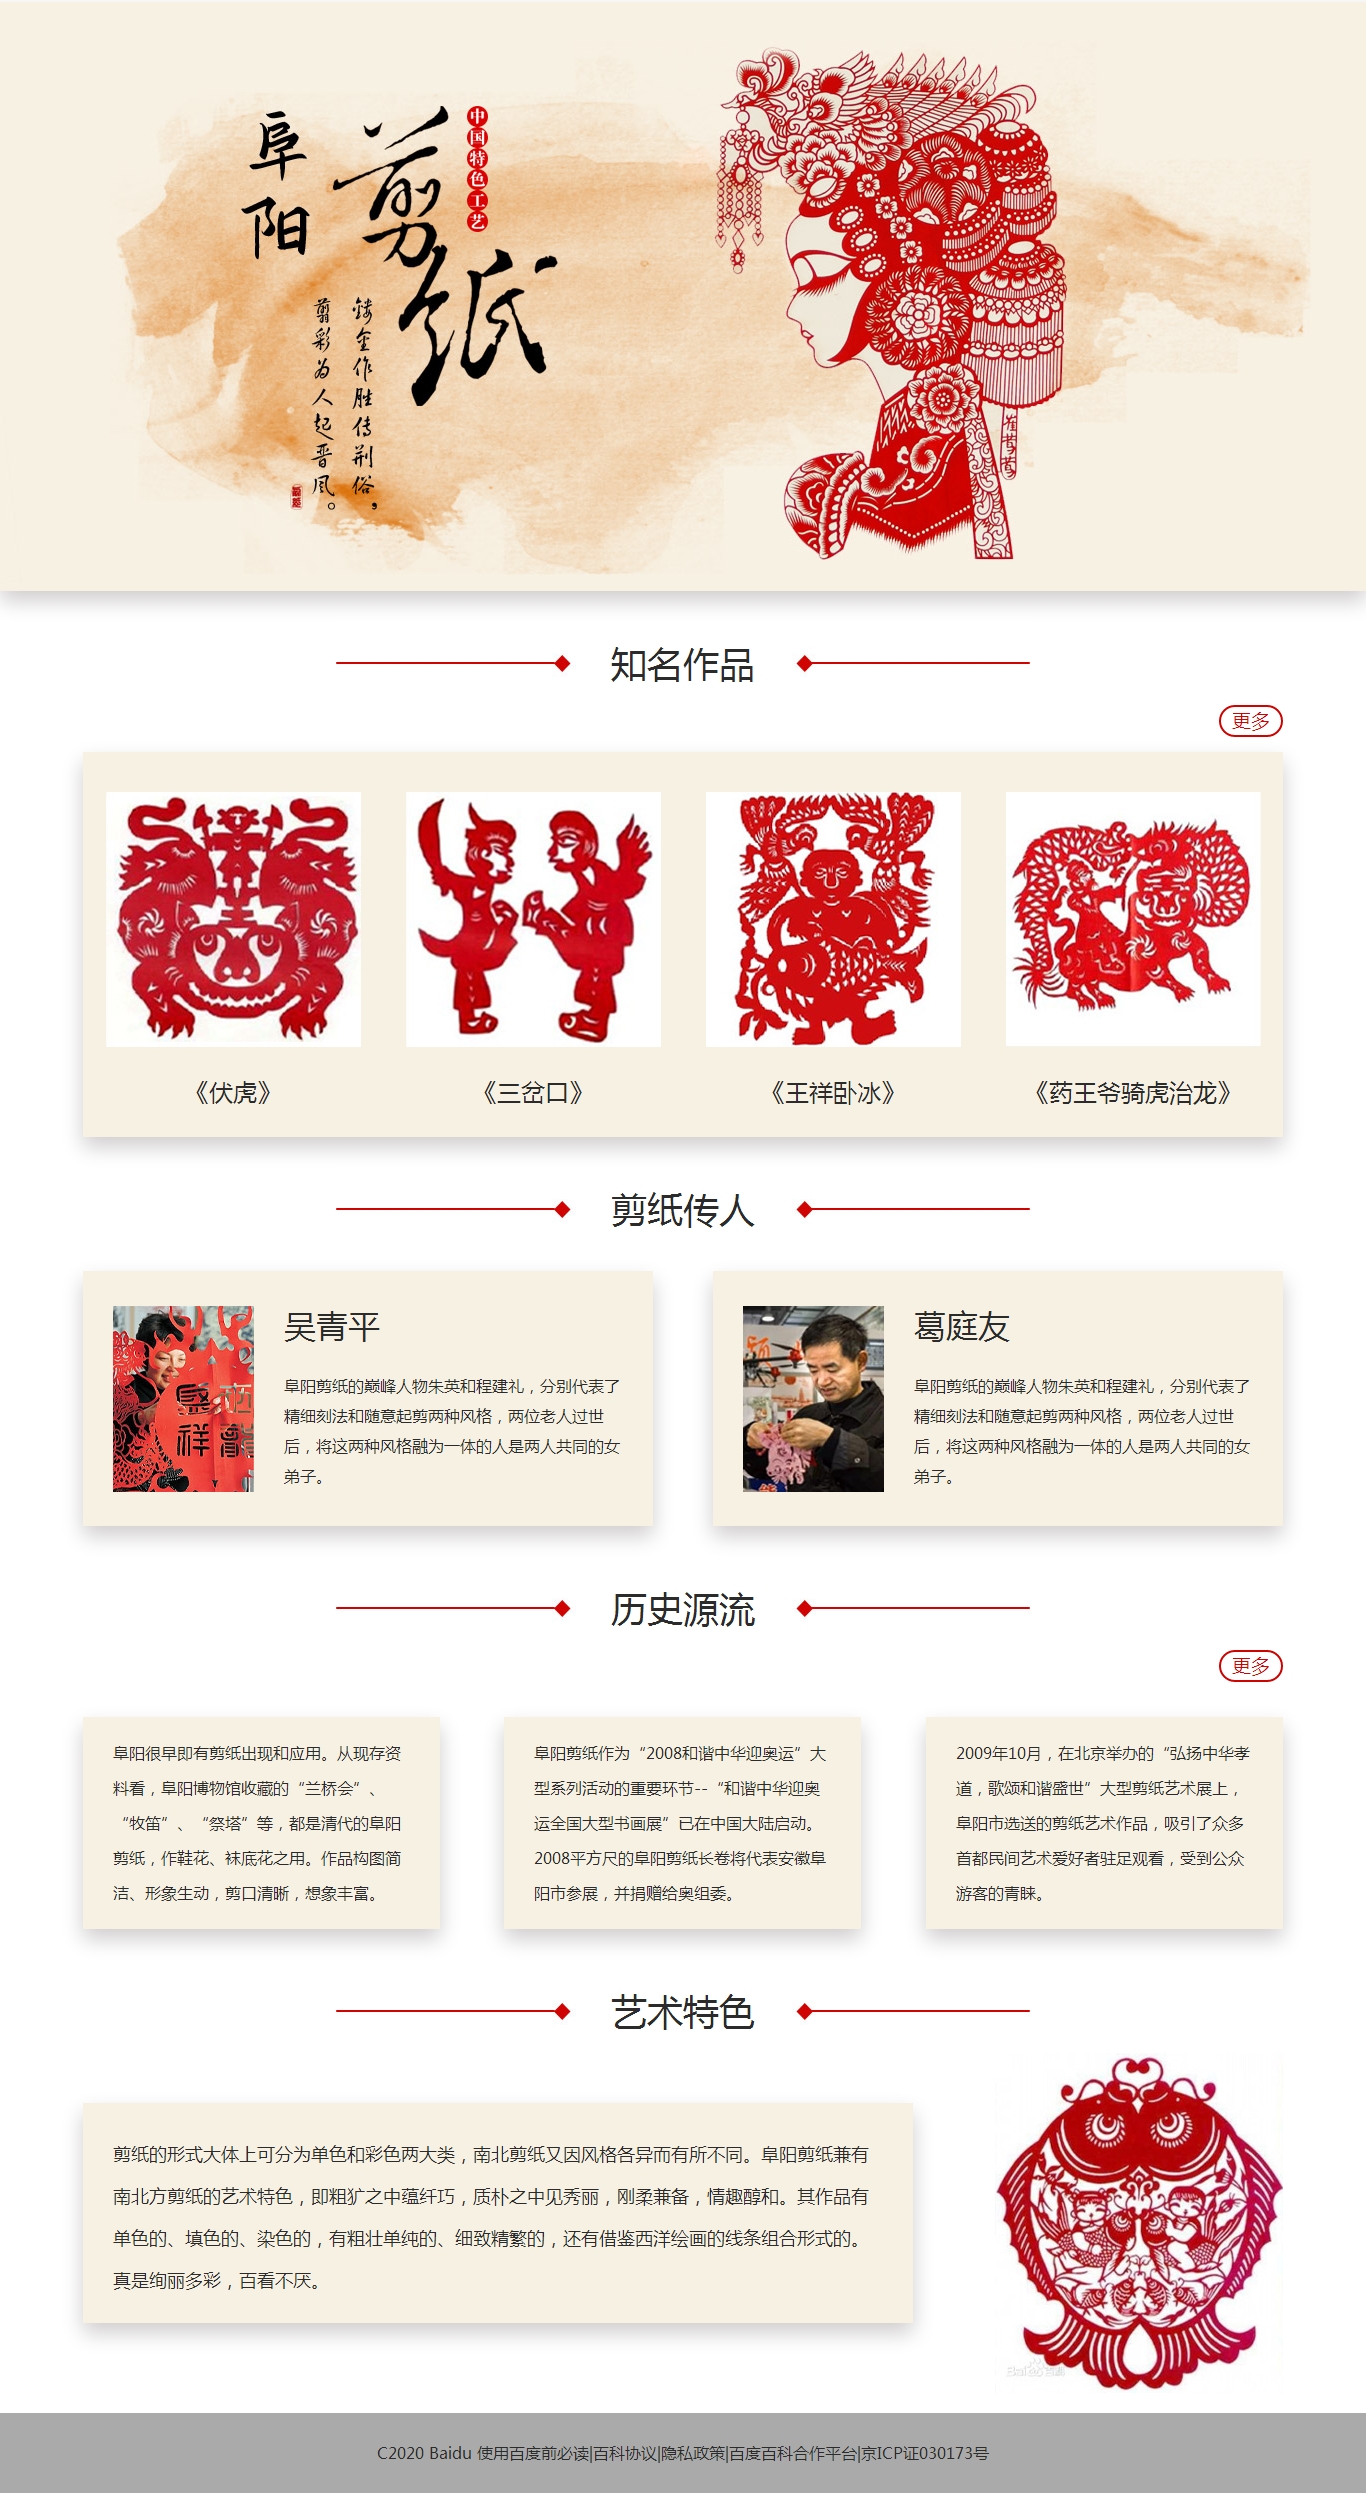 阜阳
剪纸
中国特色工艺
镂金作胜传荆俗，
剪彩为人起晋风。
崔莺莺
知名作品
更多
《伏虎》
《三岔口》
《王祥卧冰》
《药王爷骑虎治龙》
剪纸传人
吴青平
阜阳剪纸的巅峰人物朱英和程建礼，分别代表了
精细刻法和随意起剪两种风格，两位老人过世
后，将这两种风格融为一体的人是两人共同的女
弟子。
葛庭友
阜阳剪纸的巅峰人物朱英和程建礼，分别代表了
精细刻法和随意起剪两种风格，两位老人过世
后，将这两种风格融为一体的人是两人共同的女
弟子。
历史源流
更多
阜阳很早即有剪纸出现和应用。从现存资
料看，阜阳博物馆收藏的“兰桥会”、
“牧笛”、“祭塔”等，都是清代的阜阳
剪纸，作鞋花、袜底花之用。作品构图简
洁、形象生动，剪口清晰，想象丰富。
阜阳剪纸作为“2008和谐中华迎奥运”大
型系列活动的重要环节--“和谐中华迎奥
运全国大型书画展”已在中国大陆启动。
2008平方尺的阜阳剪纸长卷将代表安徽阜
阳市参展，并捐赠给奥组委。
2009年10月，在北京举办的“弘扬中华孝
道，歌颂和谐盛世”大型剪纸艺术展上，
阜阳市选送的剪纸艺术作品，吸引了众多
首都民间艺术爱好者驻足观看，受到公众
游客的青睐。
艺术特色
剪纸的形式大体上可分为单色和彩色两大类，南北剪纸又因风格各异而有所不同。阜阳剪纸兼有
南北方剪纸的艺术特色，即粗犷之中蕴纤巧，质朴之中见秀丽，刚柔兼备，情趣醇和。其作品有
单色的、填色的、染色的，有粗壮单纯的、细致精繁的，还有借鉴西洋绘画的线条组合形式的。
真是绚丽多彩，百看不厌。
C2020 Baidu 使用百度前必读|百科协议|隐私政策|百度百科合作平台|京ICP证030173号